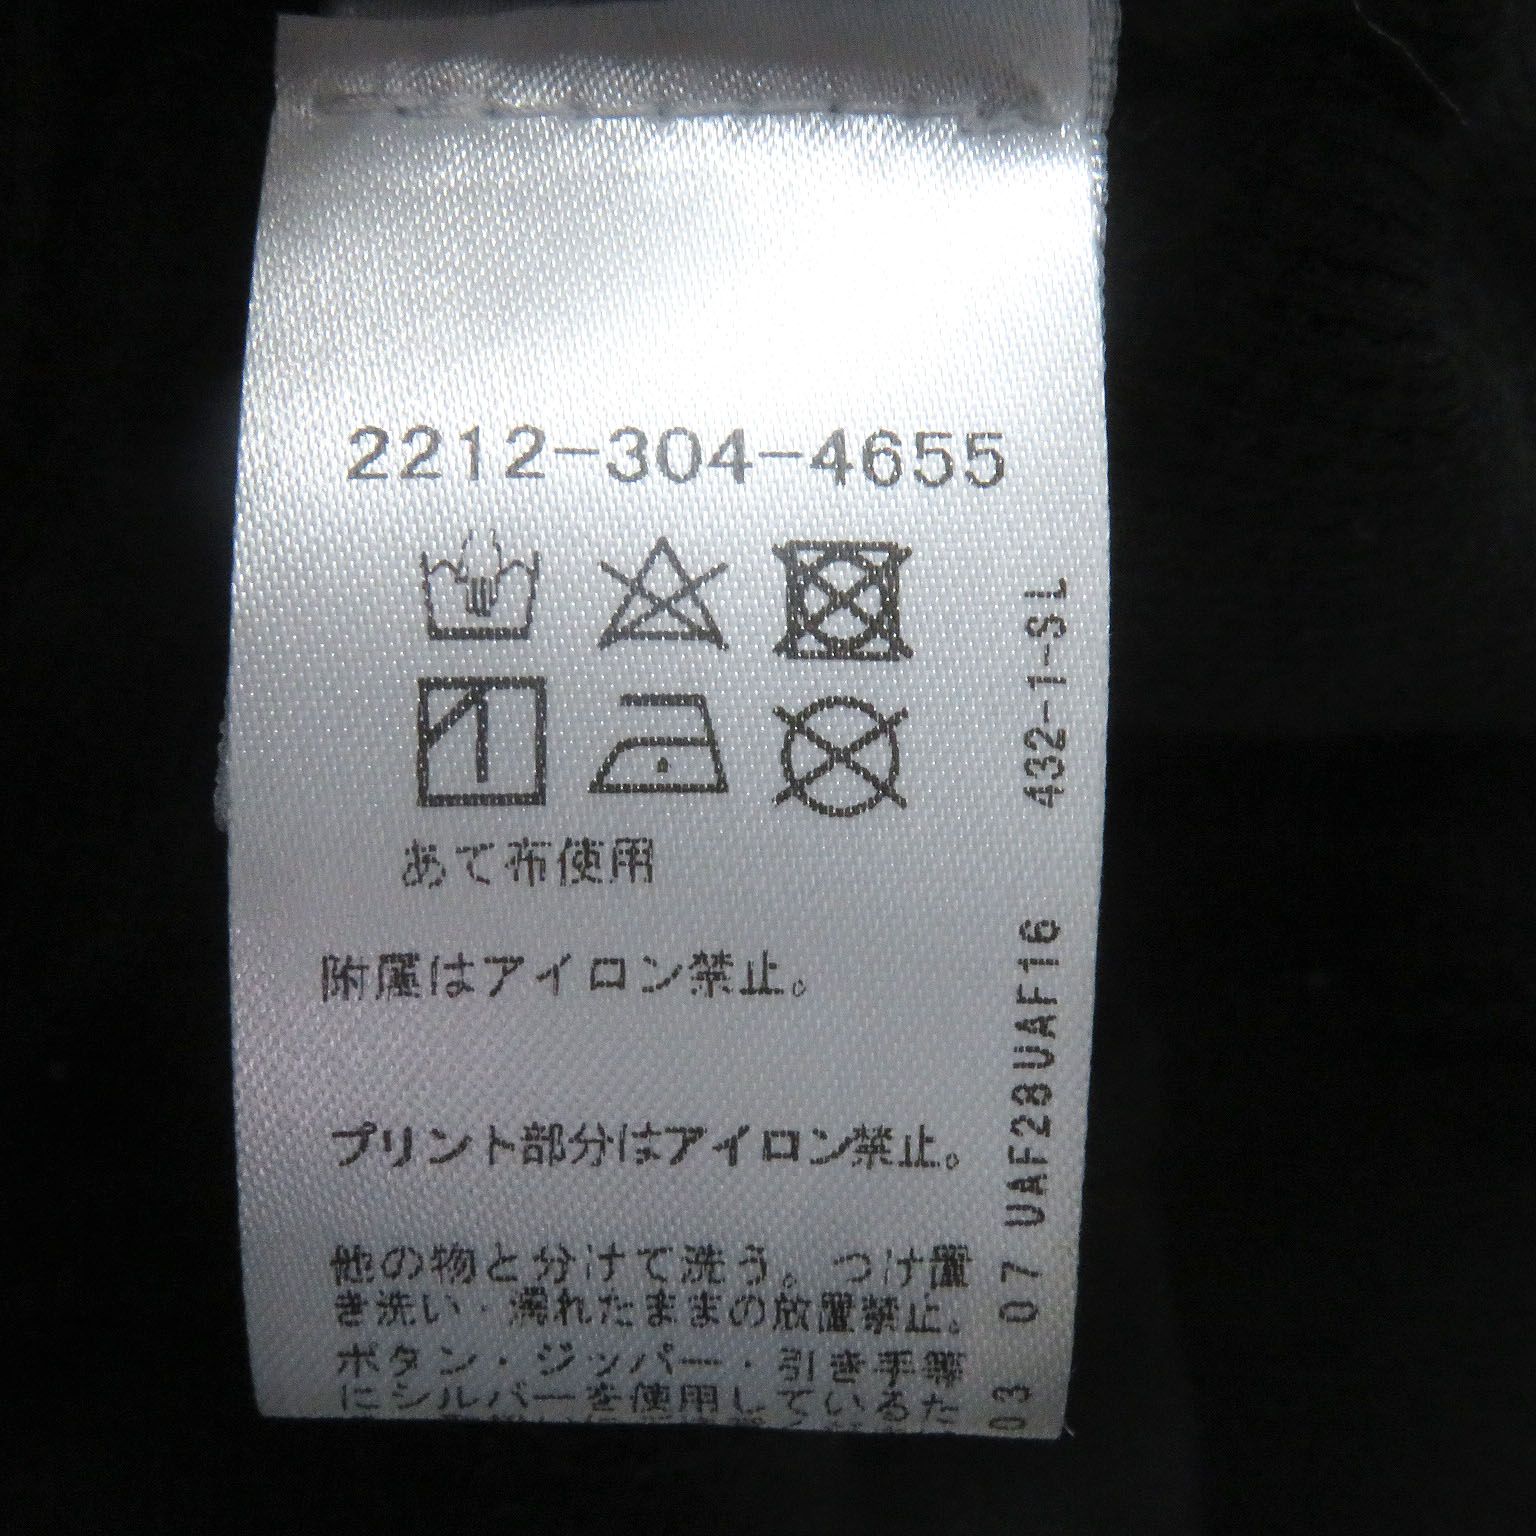 2212-304-4655
あて布使用
附属はアイロン禁止。
プリント部分はアイロン禁止。
他の物と分けて洗う。つけ置
き洗い・濡れたままの放置禁止。
ボタン・ジッパー・引き手等
にシルバーを使用しているた
03 07 UAF28UAF16 432-1-SL